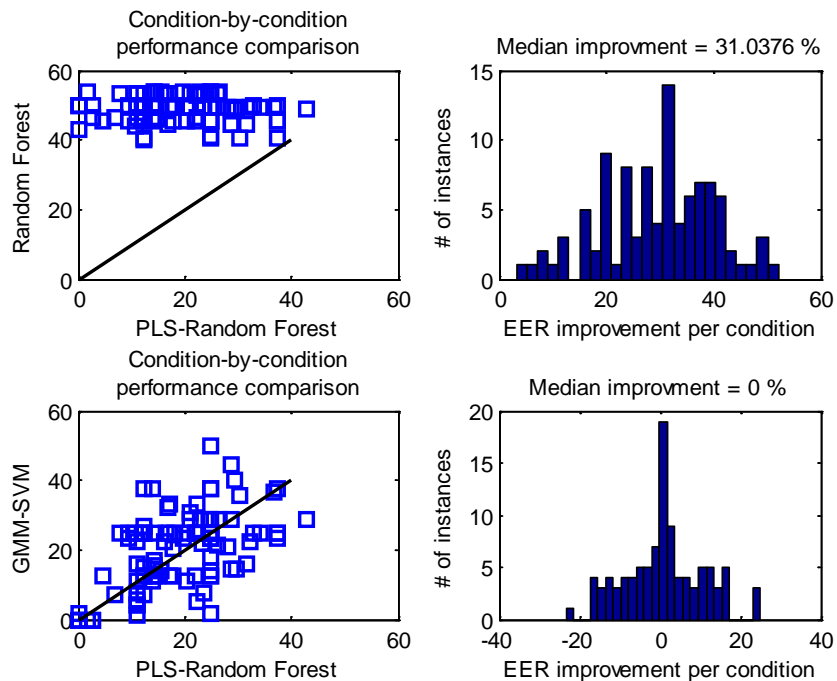 Condition-by-condition
performance comparison
60
40
20
0
0
20
40
60
Random Forest
PLS-Random Forest
Median improvment = 31.0376 %
15
10
5
0
0
20
40
60
# of instances
EER improvement per condition
Condition-by-condition
performance comparison
60
40
20
0
0
20
40
60
GMM-SVM
PLS-Random Forest
Median improvment = 0 %
20
15
10
5
0
-40
-20
0
20
40
# of instances
EER improvement per condition